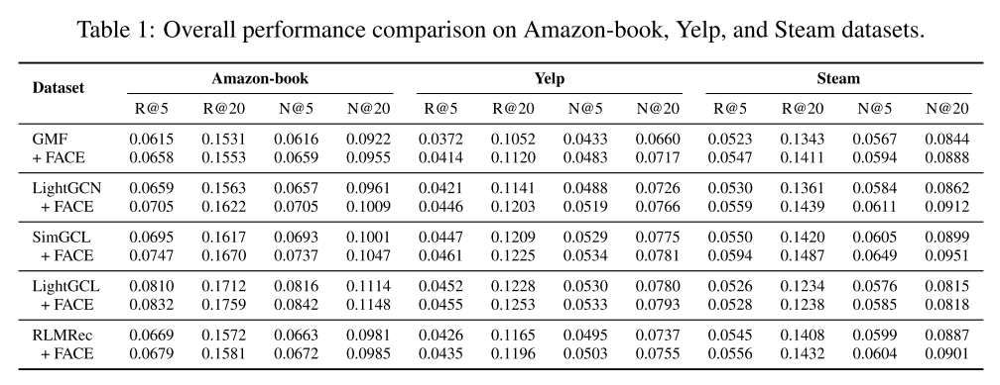 Table 1: Overall performance comparison on Amazon-book, Yelp, and Steam datasets.
Dataset Amazon-book Yelp Steam
R@5 R@20 N@5 N@20 R@5 R@20 N@5 N@20 R@5 R@20 N@5 N@20
GMF 0.0615 0.1531 0.0616 0.0922 0.0372 0.1052 0.0433 0.0660 0.0523 0.1343 0.0567 0.0844
+ FACE 0.0658 0.1553 0.0659 0.0955 0.0414 0.1120 0.0483 0.0717 0.0547 0.1411 0.0594 0.0888
LightGCN 0.0659 0.1563 0.0657 0.0961 0.0421 0.1141 0.0488 0.0726 0.0530 0.1361 0.0584 0.0862
+ FACE 0.0705 0.1622 0.0705 0.1009 0.0446 0.1203 0.0519 0.0766 0.0559 0.1439 0.0611 0.0912
SimGCL 0.0695 0.1617 0.0693 0.1001 0.0447 0.1209 0.0529 0.0775 0.0550 0.1420 0.0605 0.0899
+ FACE 0.0747 0.1670 0.0737 0.1047 0.0461 0.1225 0.0534 0.0781 0.0594 0.1487 0.0649 0.0951
LightGCL 0.0810 0.1712 0.0816 0.1114 0.0452 0.1228 0.0530 0.0780 0.0526 0.1234 0.0576 0.0815
+ FACE 0.0832 0.1759 0.0842 0.1148 0.0455 0.1253 0.0533 0.0793 0.0528 0.1238 0.0585 0.0818
RLMRec 0.0669 0.1572 0.0663 0.0981 0.0426 0.1165 0.0495 0.0737 0.0545 0.1408 0.0599 0.0887
+ FACE 0.0679 0.1581 0.0672 0.0985 0.0435 0.1196 0.0503 0.0755 0.0556 0.1432 0.0604 0.0901